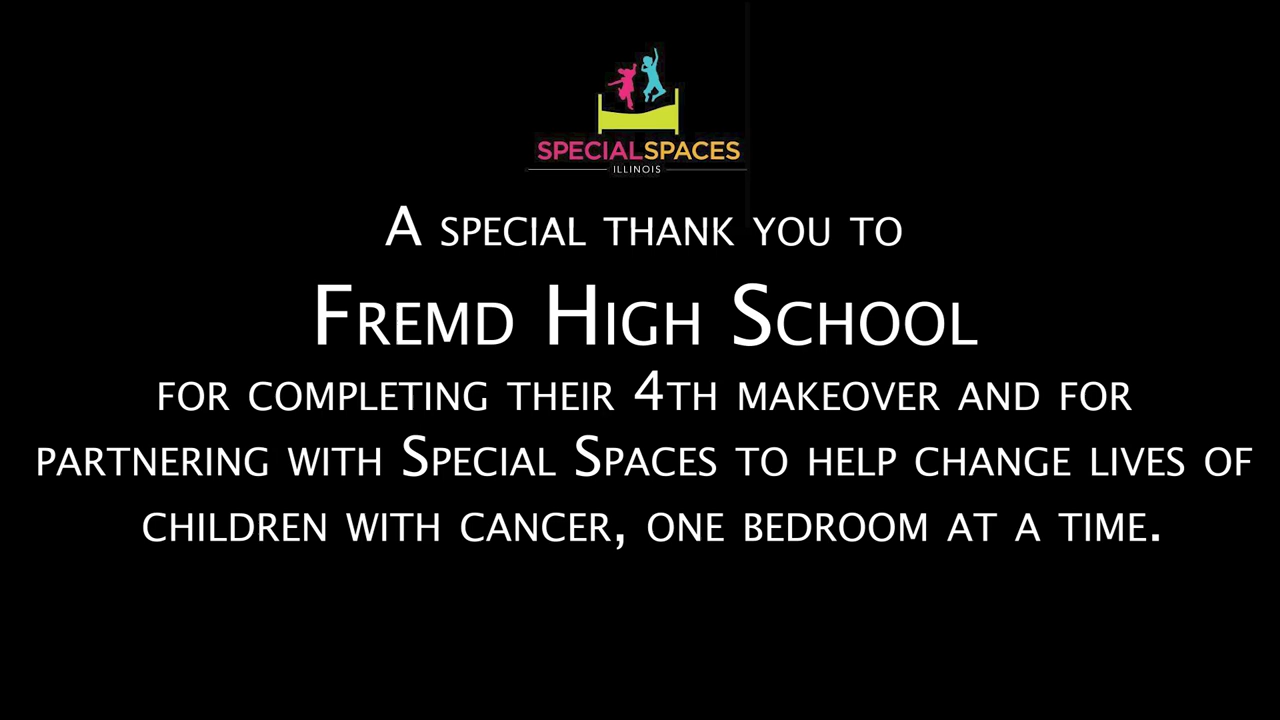 SPECIALSPACES
ILLINOIS
A SPECIAL THANK YOU TO
FREMD HIGH SCHOOL
FOR COMPLETING THEIR 4TH MAKEOVER AND FOR
PARTNERING WITH SPECIAL SPACES TO HELP CHANGE LIVES OF
CHILDREN WITH CANCER, ONE BEDROOM AT A TIME.